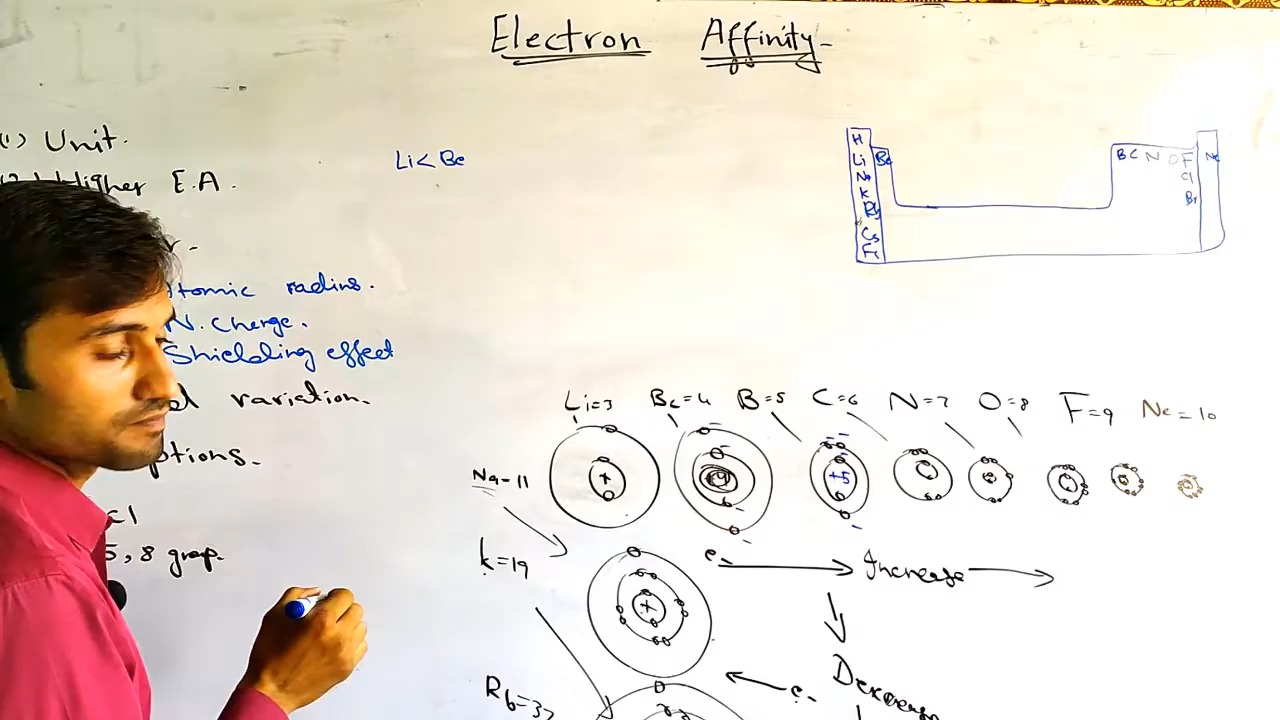 Electron Affinity
(1) Unit.
Higher E.A.
Li < Be
r.
Atomic radius.
N. Charge.
Shielding effect
variation.
ptions.
cl
5, 8 group.
H
Li Be
B C N O F Ne
Na
Cl
K
Br
Rb
Cs
Fr
Li=3 Be=4 B=5 C=6 N=7 O=8 F=9 Ne=10
+5
Na-11
K=19
e- Increase
Rb=37
e- Decrease